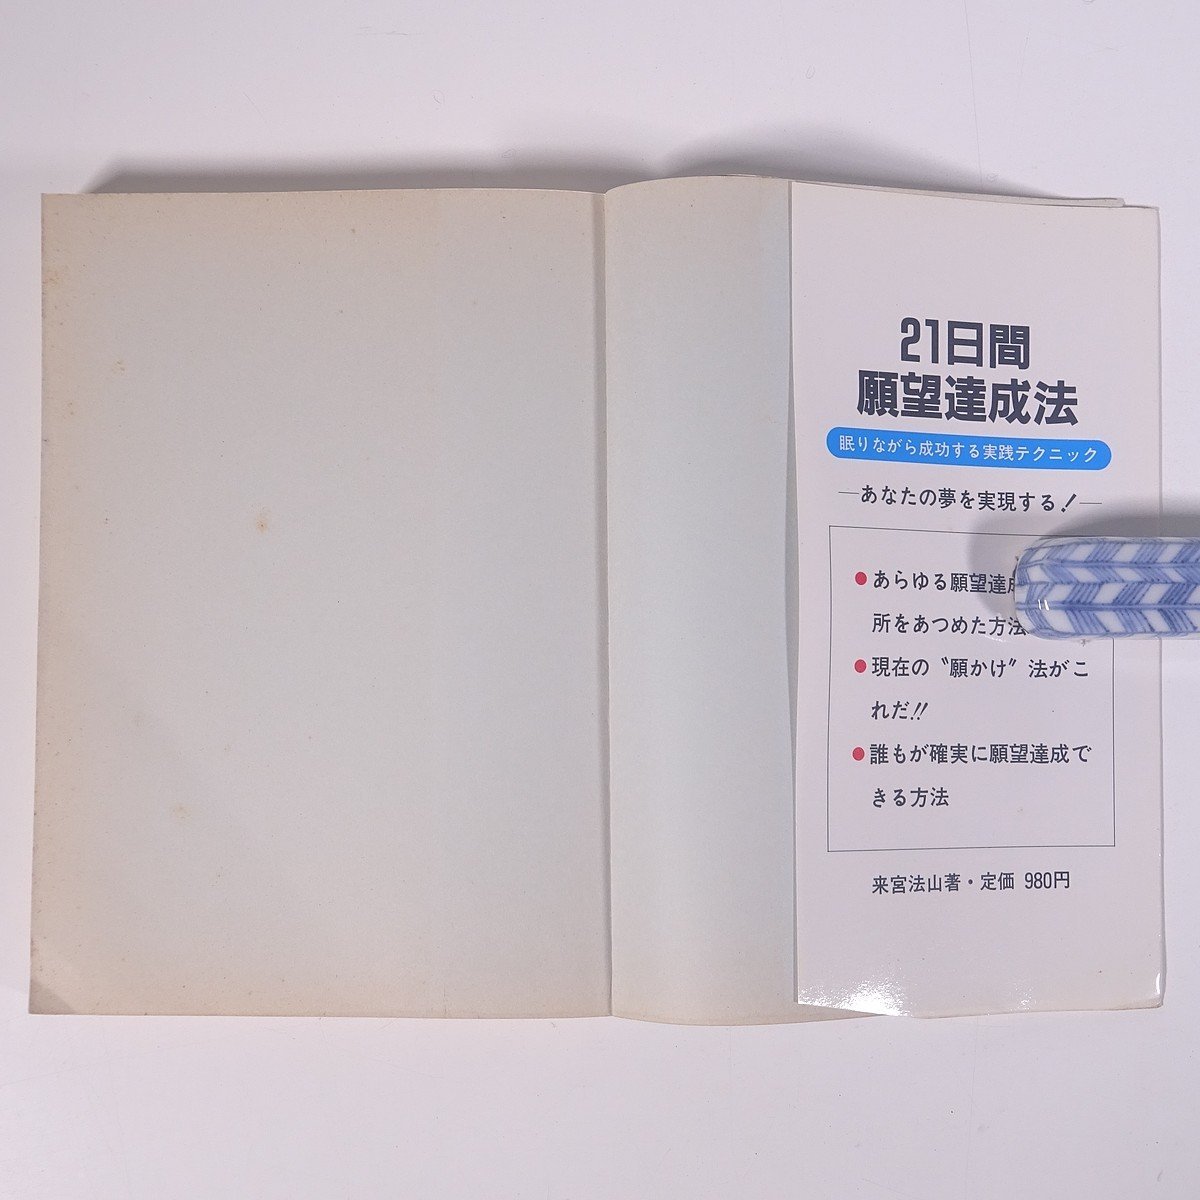 21日間
願望達成法
眠りながら成功する実践テクニック
―あなたの夢を実現する!―
●あらゆる願望達成
所をあつめた方法
●現在の〝願かけ〟法がこ
れだ!!
●誰もが確実に願望達成で
きる方法
来宮法山著・定価 980円